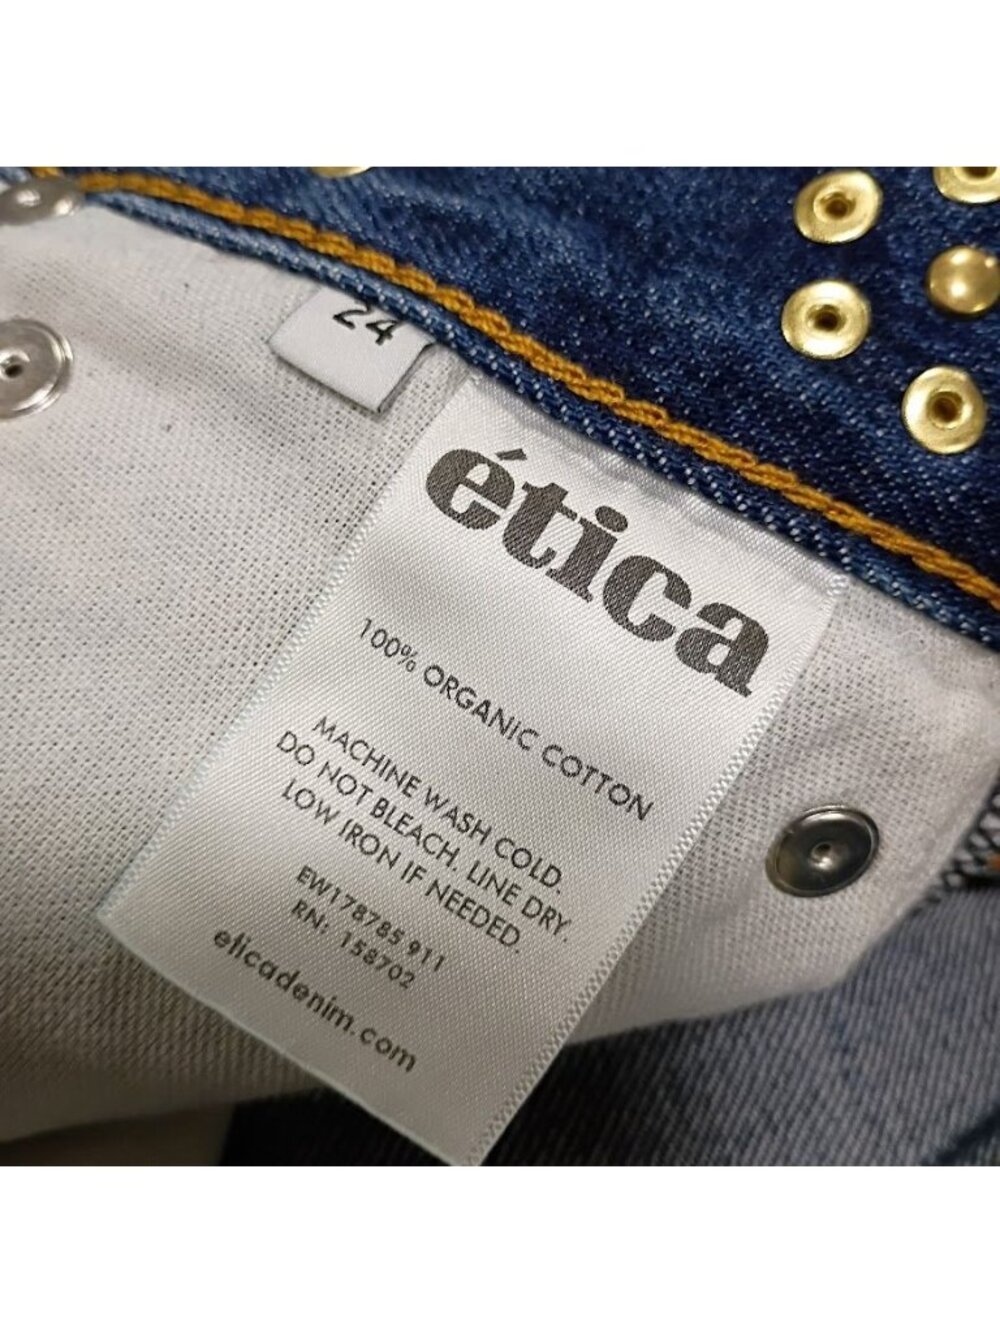 24
ética
100% ORGANIC COTTON
MACHINE WASH COLD.
DO NOT BLEACH. LINE DRY.
LOW IRON IF NEEDED.
EW178785 911
RN: 158702
eticadenim.com